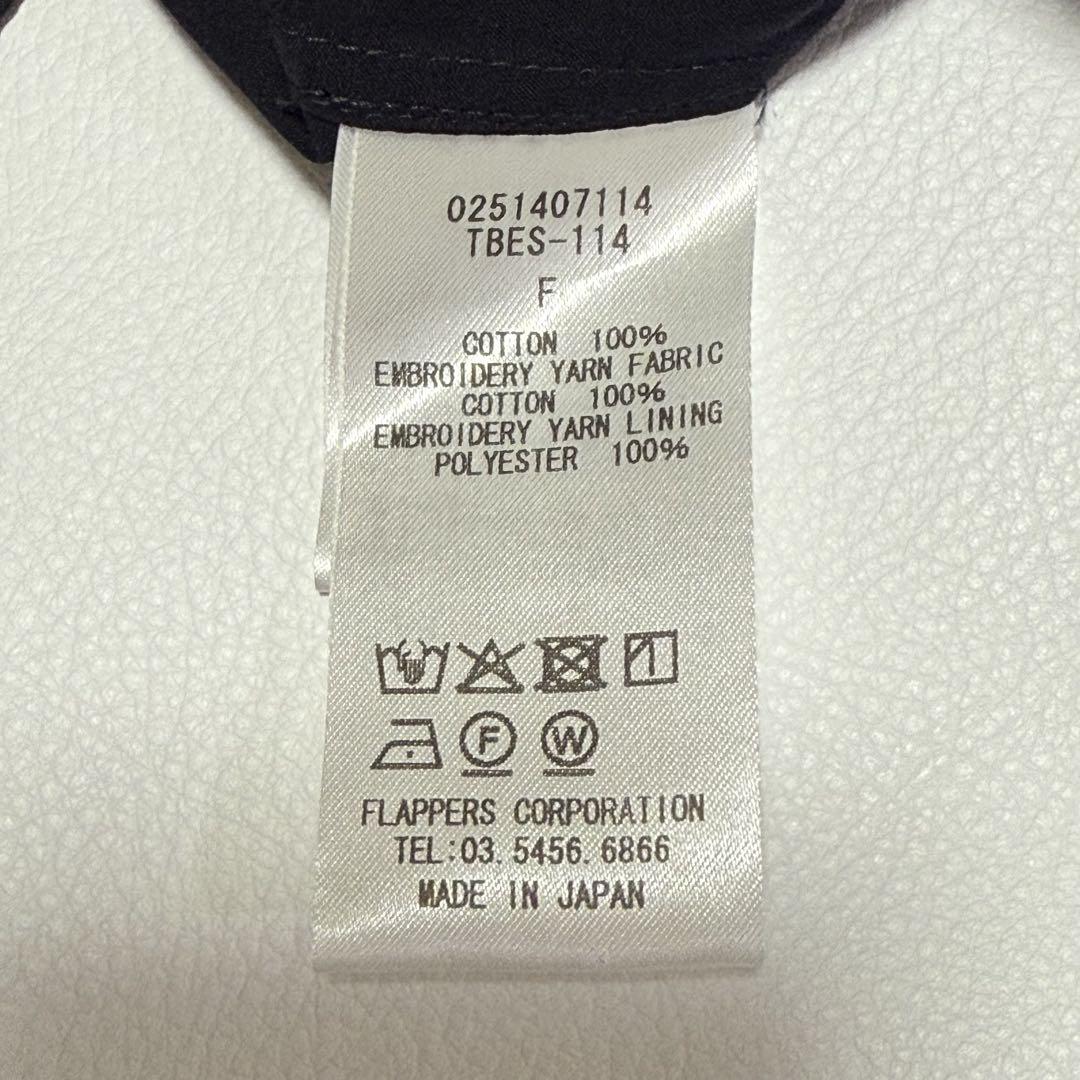 0251407114
TBES-114
F
COTTON 100%
EMBROIDERY YARN FABRIC
COTTON 100%
EMBROIDERY YARN LINING
POLYESTER 100%
F W
FLAPPERS CORPORATION
TEL:03.5456.6866
MADE IN JAPAN